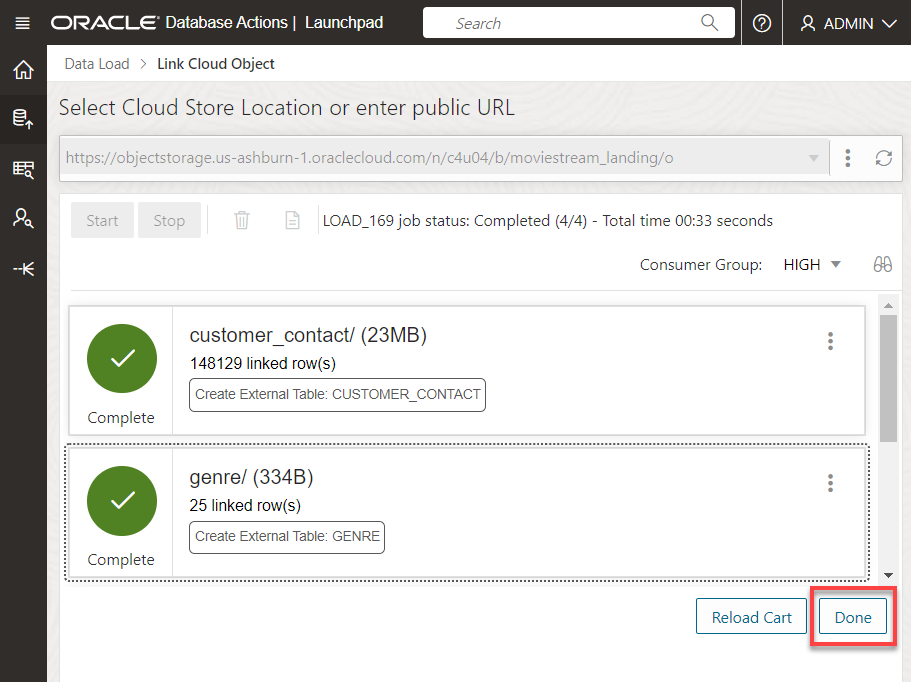 ORACLE® Database Actions | Launchpad
Search
ADMIN
Data Load > Link Cloud Object
Select Cloud Store Location or enter public URL
https://objectstorage.us-ashburn-1.oraclecloud.com/n/c4u04/b/moviestream_landing/o
Start Stop LOAD_169 job status: Completed (4/4) - Total time 00:33 seconds
Consumer Group: HIGH
customer_contact/ (23MB)
148129 linked row(s)
Create External Table: CUSTOMER_CONTACT
Complete
genre/ (334B)
25 linked row(s)
Create External Table: GENRE
Complete
Reload Cart Done